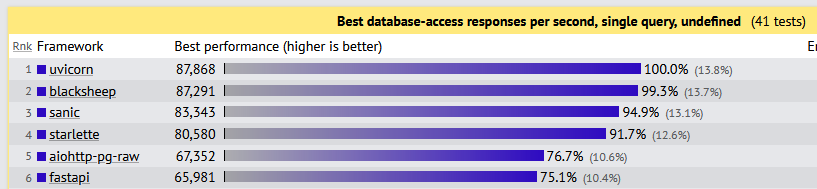 Best database-access responses per second, single query, undefined (41 tests)
Rnk Framework Best performance (higher is better)
1 uvicorn 87,868 100.0% (13.8%)
2 blacksheep 87,291 99.3% (13.7%)
3 sanic 83,343 94.9% (13.1%)
4 starlette 80,580 91.7% (12.6%)
5 aiohttp-pg-raw 67,352 76.7% (10.6%)
6 fastapi 65,981 75.1% (10.4%)